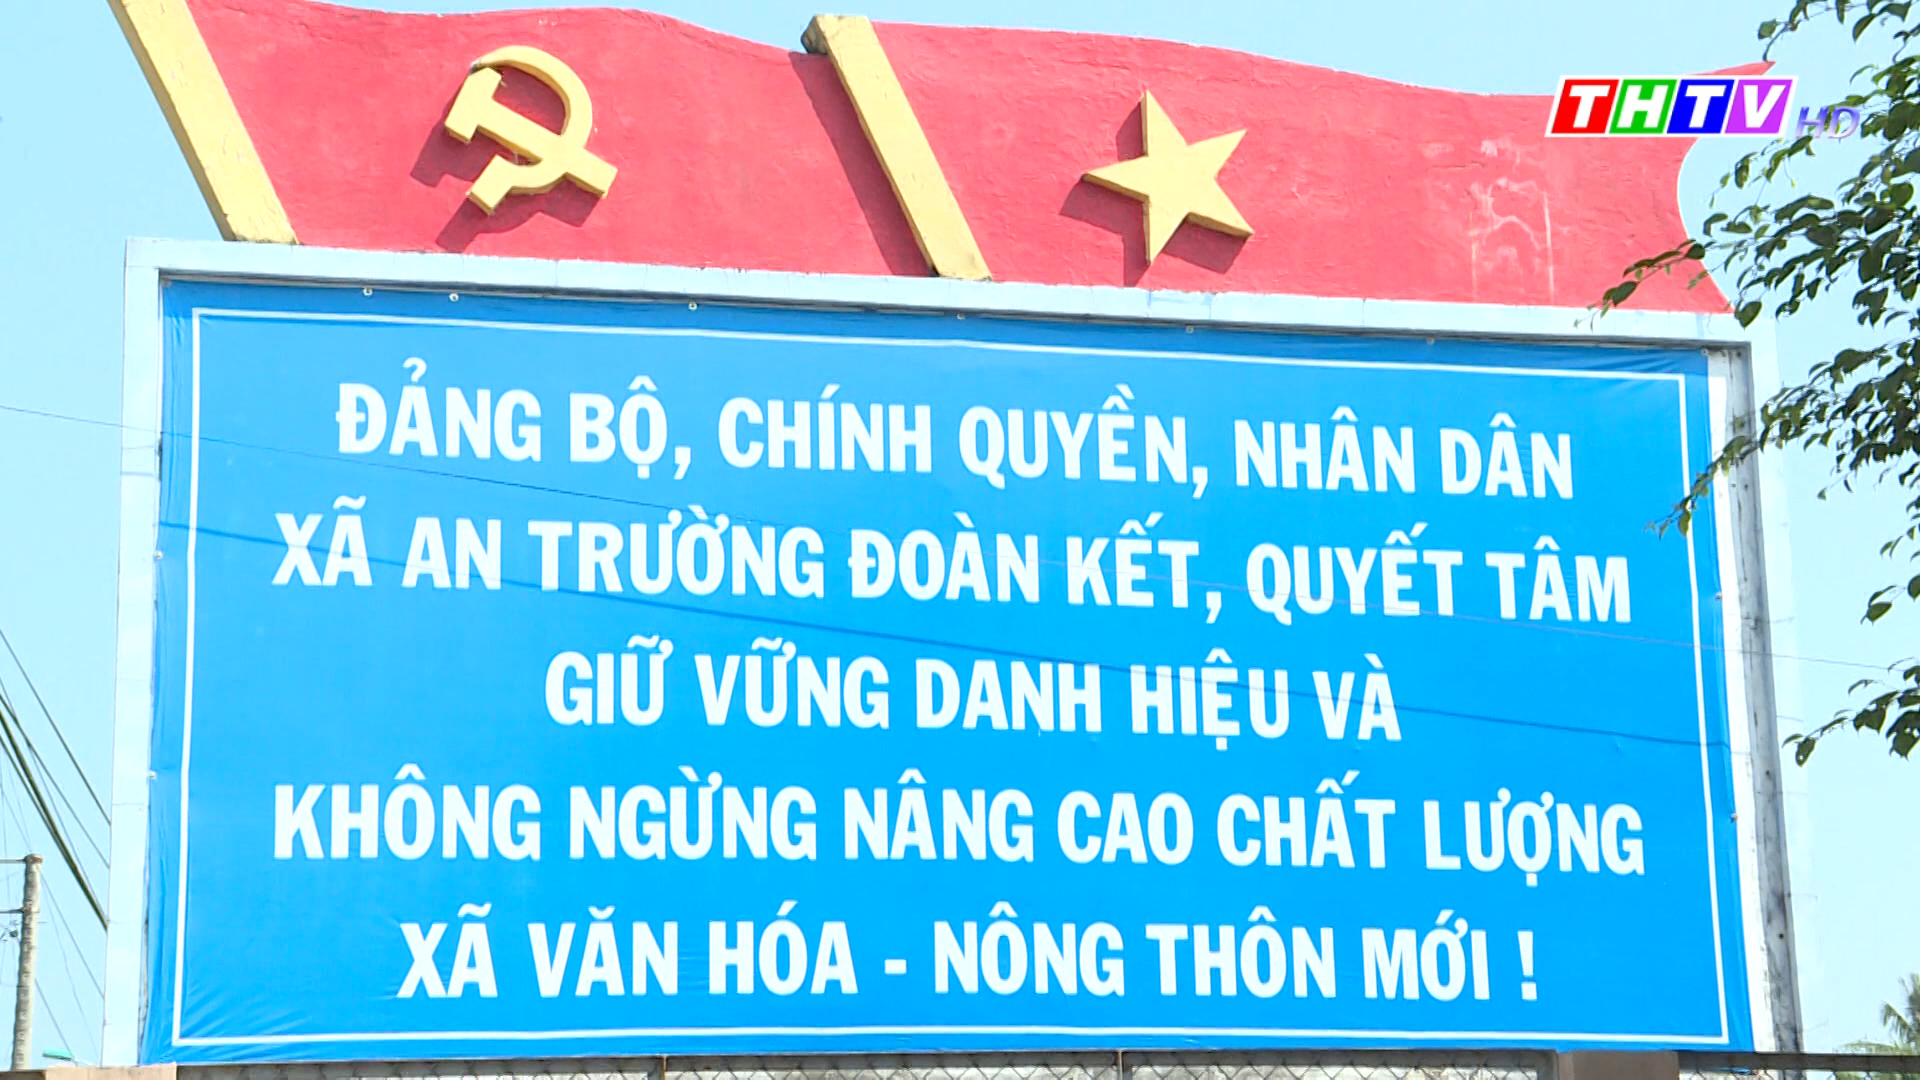 THTV HD
ĐẢNG BỘ, CHÍNH QUYỀN, NHÂN DÂN
XÃ AN TRƯỜNG ĐOÀN KẾT, QUYẾT TÂM
GIỮ VỮNG DANH HIỆU VÀ
KHÔNG NGỪNG NÂNG CAO CHẤT LƯỢNG
XÃ VĂN HÓA - NÔNG THÔN MỚI !